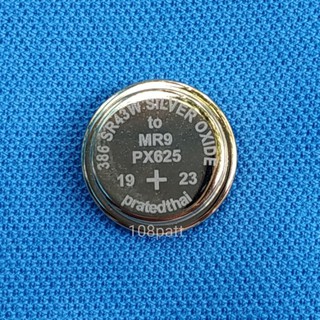 386 SR43W SILVER OXIDE
to
MR9
PX625
19 + 23
pratedthai
108patt